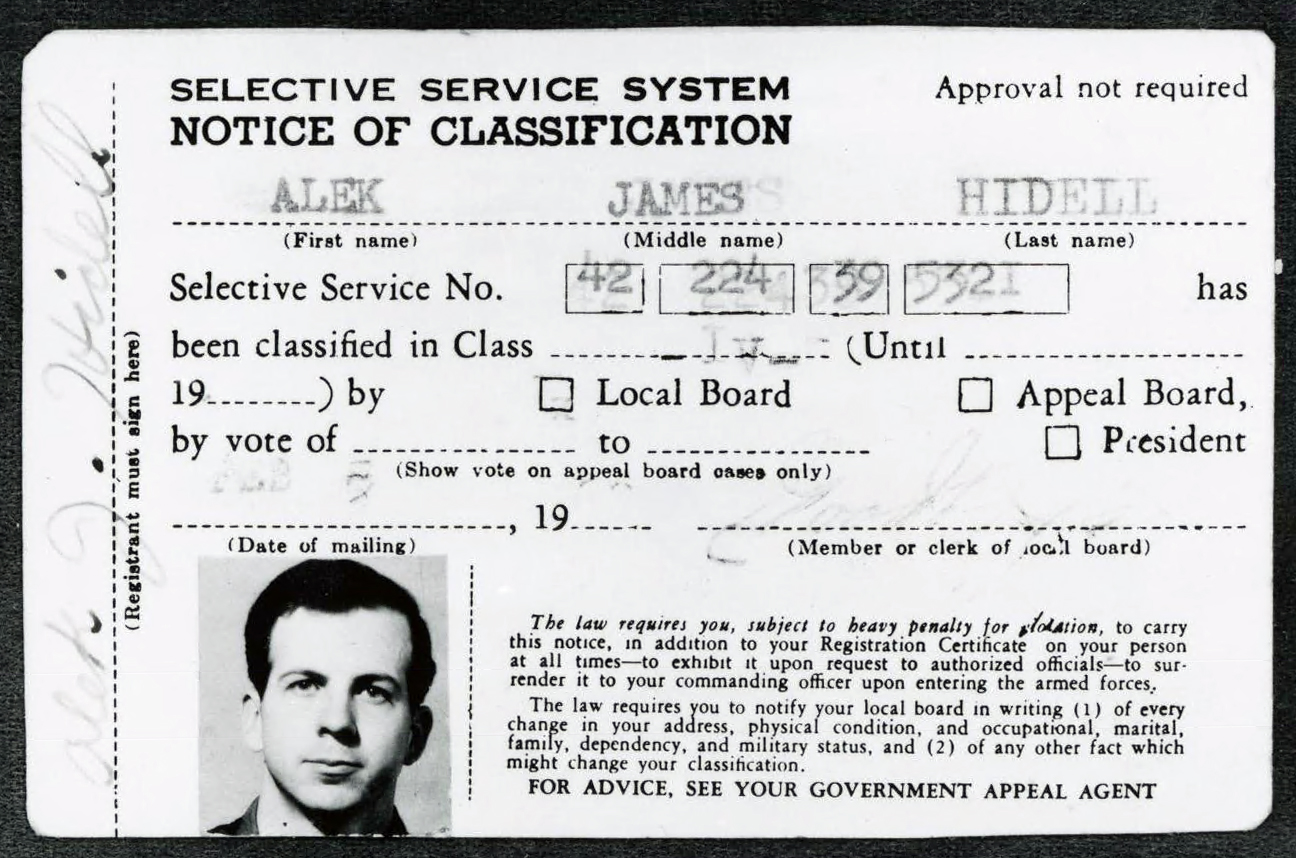 SELECTIVE SERVICE SYSTEM Approval not required
NOTICE OF CLASSIFICATION
ALEK JAMES HIDELL
(First name) (Middle name) (Last name)
Selective Service No. 42 224 39 5321 has
been classified in Class IV (Until
19 ) by Local Board Appeal Board,
by vote of to President
(Show vote on appeal board cases only)
, 19
(Date of mailing) (Member or clerk of local board)
The law requires you, subject to heavy penalty for violation, to carry
this notice, in addition to your Registration Certificate on your person
at all times—to exhibit it upon request to authorized officials—to sur-
render it to your commanding officer upon entering the armed forces.
The law requires you to notify your local board in writing (1) of every
change in your address, physical condition, and occupational, marital,
family, dependency, and military status, and (2) of any other fact which
might change your classification.
FOR ADVICE, SEE YOUR GOVERNMENT APPEAL AGENT
(Registrant must sign here)
Alek J. Hidell